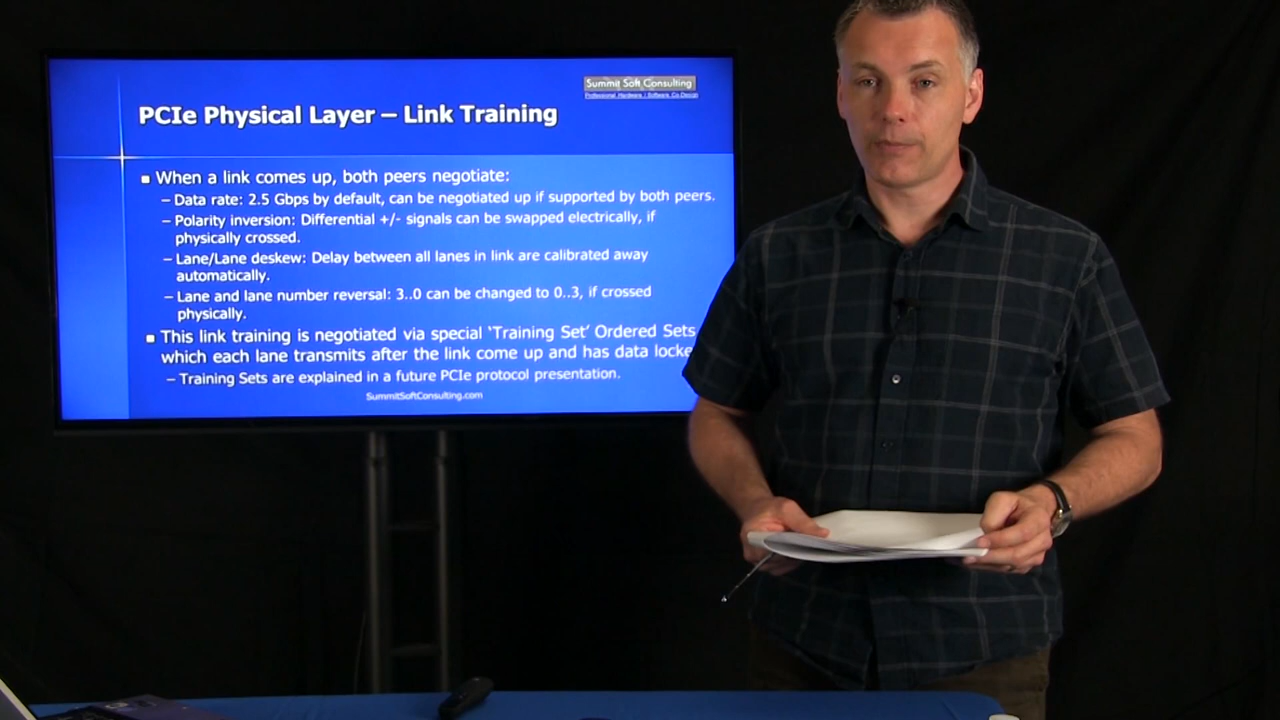 Summit Soft Consulting
Professional Hardware / Software Co-Design
PCIe Physical Layer – Link Training
■ When a link comes up, both peers negotiate:
– Data rate: 2.5 Gbps by default, can be negotiated up if supported by both peers.
– Polarity inversion: Differential +/- signals can be swapped electrically, if
physically crossed.
– Lane/Lane deskew: Delay between all lanes in link are calibrated away
automatically.
– Lane and lane number reversal: 3..0 can be changed to 0..3, if crossed
physically.
■ This link training is negotiated via special ‘Training Set’ Ordered Sets
which each lane transmits after the link come up and has data locke
– Training Sets are explained in a future PCIe protocol presentation.
SummitSoftConsulting.com